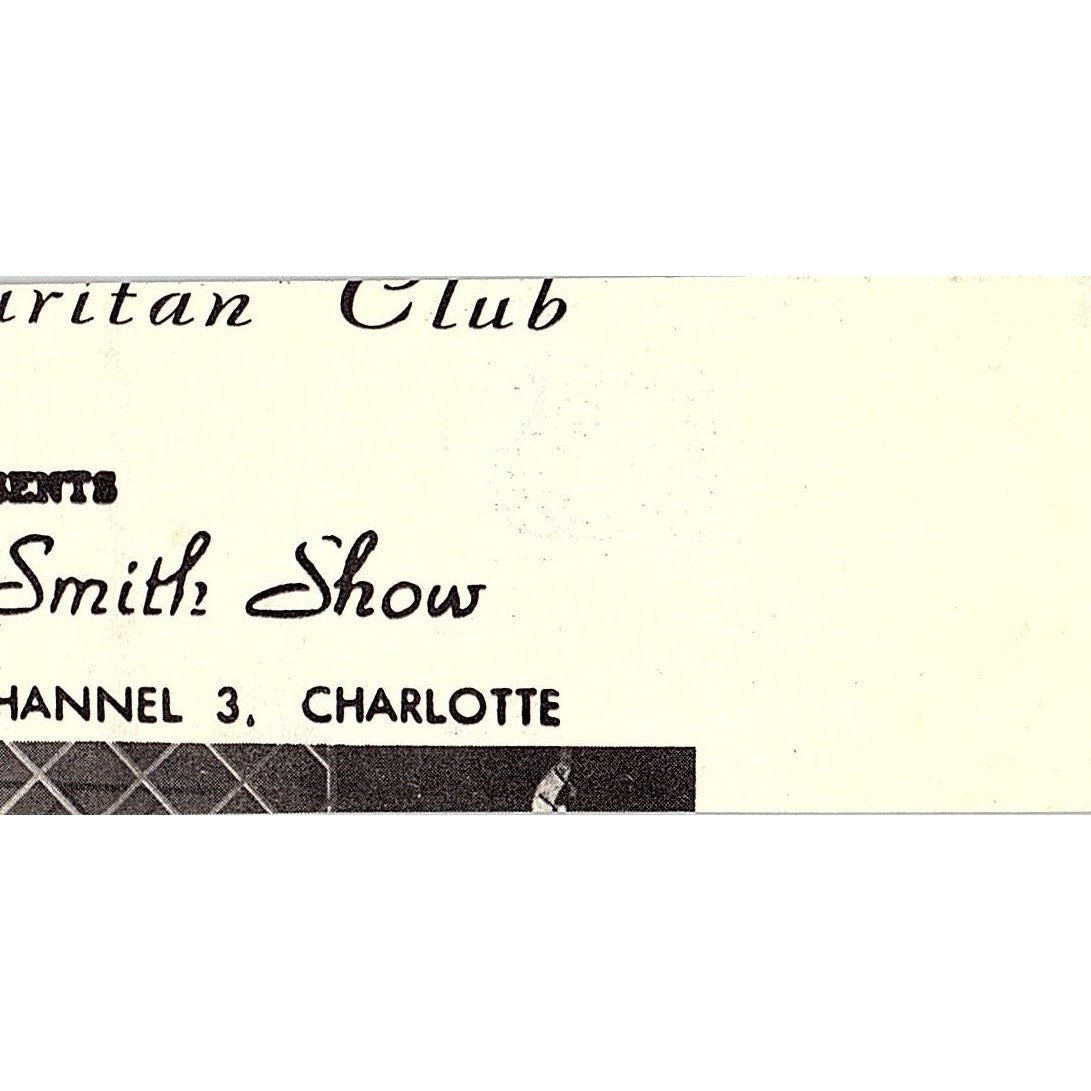 uritan Club
SENTS
Smith Show
HANNEL 3, CHARLOTTE